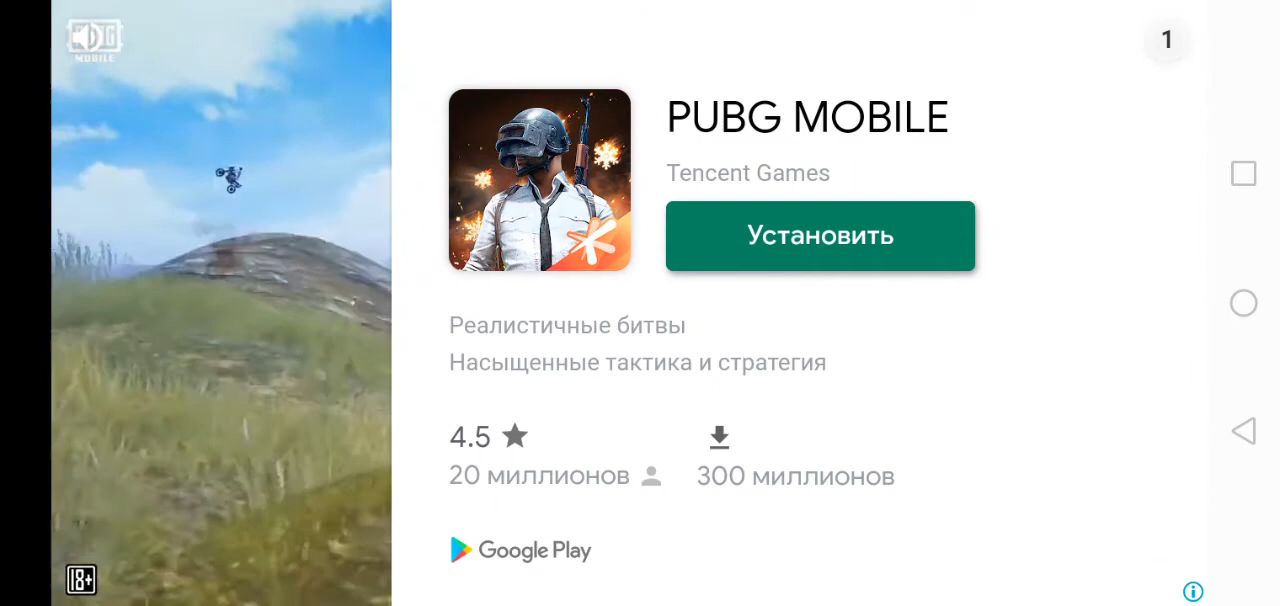 MOBILE
1
PUBG MOBILE
Tencent Games
Установить
Реалистичные битвы
Насыщенные тактика и стратегия
4.5
20 миллионов
300 миллионов
Google Play
18+